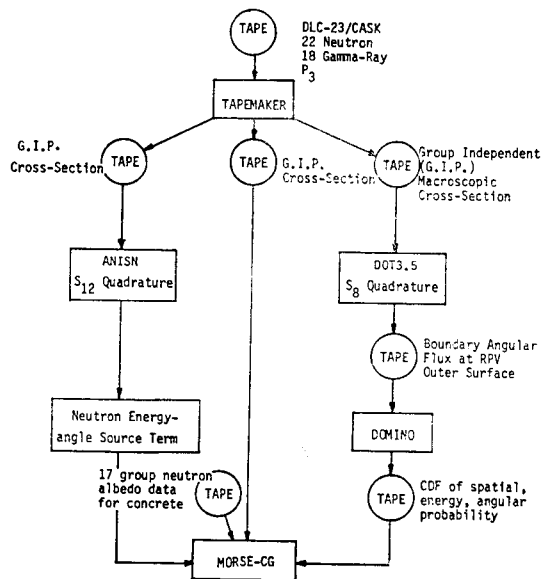 TAPE
DLC-23/CASK
22 Neutron
18 Gamma-Ray
P3
TAPEMAKER
G.I.P.
Cross-Section
TAPE
TAPE
G.I.P.
Cross-Section
TAPE
Group Independent
(G.I.P.)
Macroscopic
Cross-Section
ANISN
S12 Quadrature
DOT3.5
S8 Quadrature
TAPE
Boundary Angular
Flux at RPV
Outer Surface
Neutron Energy-
angle Source Term
DOMINO
17 group neutron
albedo data
for concrete
TAPE
TAPE
CDF of spatial,
energy, angular
probability
MORSE-CG